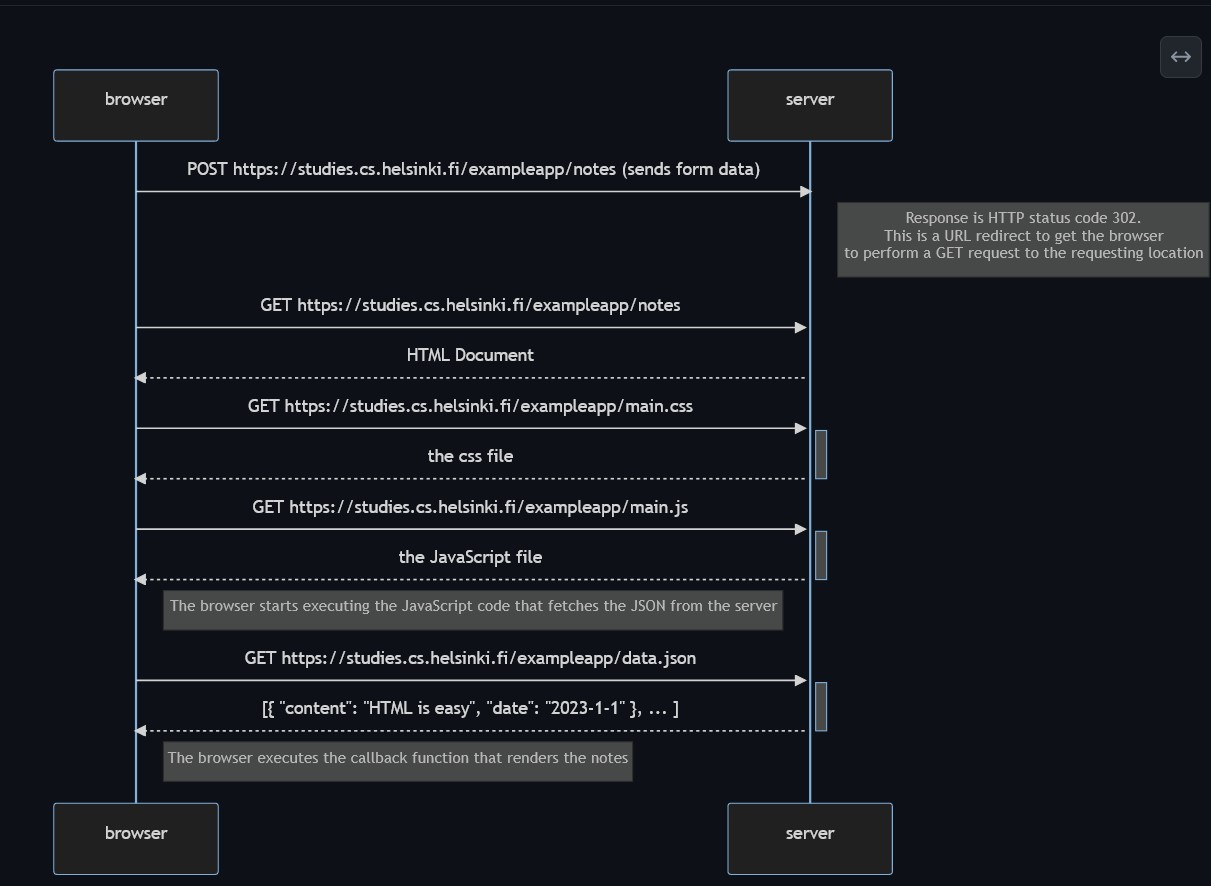 browser
server
POST https://studies.cs.helsinki.fi/exampleapp/notes (sends form data)
Response is HTTP status code 302.
This is a URL redirect to get the browser
to perform a GET request to the requesting location
GET https://studies.cs.helsinki.fi/exampleapp/notes
HTML Document
GET https://studies.cs.helsinki.fi/exampleapp/main.css
the css file
GET https://studies.cs.helsinki.fi/exampleapp/main.js
the JavaScript file
The browser starts executing the JavaScript code that fetches the JSON from the server
GET https://studies.cs.helsinki.fi/exampleapp/data.json
[{ "content": "HTML is easy", "date": "2023-1-1" }, ... ]
The browser executes the callback function that renders the notes
browser
server